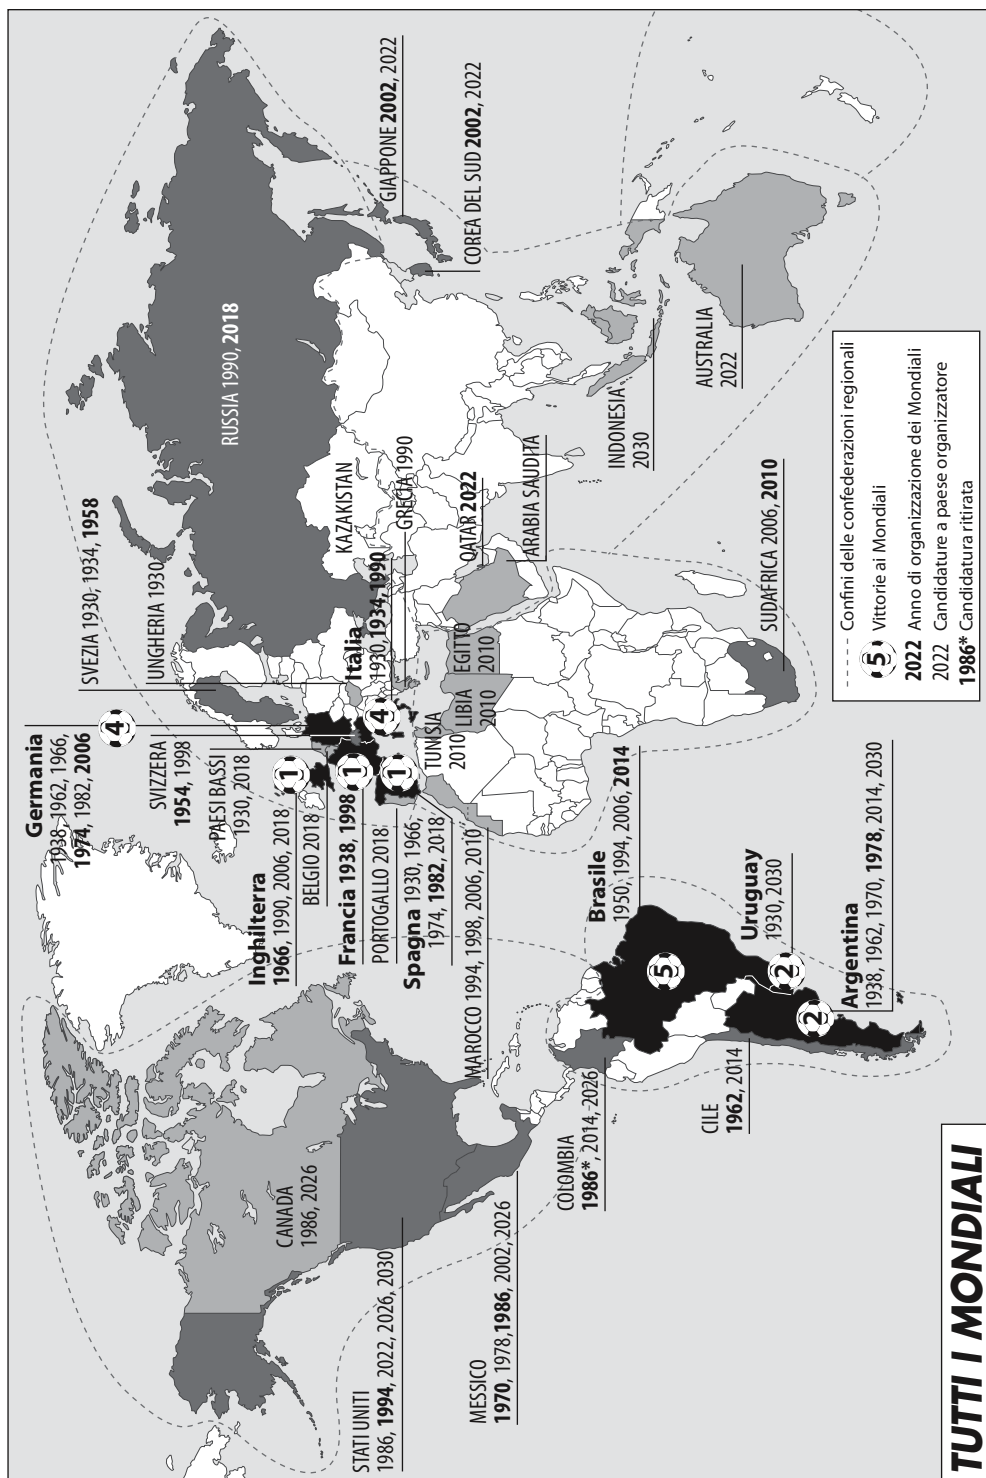 TUTTI I MONDIALI
STATI UNITI
1986, 1994, 2022, 2026, 2030
CANADA
1986, 2026
MESSICO
1970, 1978, 1986, 2002, 2026
COLOMBIA
1986*, 2014, 2026
CILE
1962, 2014
Argentina
1938, 1962, 1970, 1978, 2014, 2030
2
Uruguay
1930, 2030
2
Brasile
1950, 1994, 2006, 2014
5
Germania
1938, 1962, 1966,
1974, 1982, 2006
4
SVIZZERA
1954, 1998
PAESI BASSI
1930, 2018
Inghilterra
1966, 1990, 2006, 2018
1
BELGIO 2018
Francia 1938, 1998
1
PORTOGALLO 2018
Spagna 1930, 1966,
1974, 1982, 2018
1
MAROCCO 1994, 1998, 2006, 2010
SVEZIA 1930, 1934, 1958
UNGHERIA 1930
Italia
1930, 1934, 1990
4
GRECIA 1990
TUNISIA
2010
LIBIA
2010
EGITTO
2010
KAZAKISTAN
QATAR 2022
ARABIA SAUDITA
SUDAFRICA 2006, 2010
RUSSIA 1990, 2018
GIAPPONE 2002, 2022
COREA DEL SUD 2002, 2022
INDONESIA
2030
AUSTRALIA
2022
Confini delle confederazioni regionali
5 Vittorie ai Mondiali
2022 Anno di organizzazione dei Mondiali
2022 Candidature a paese organizzatore
1986* Candidatura ritirata